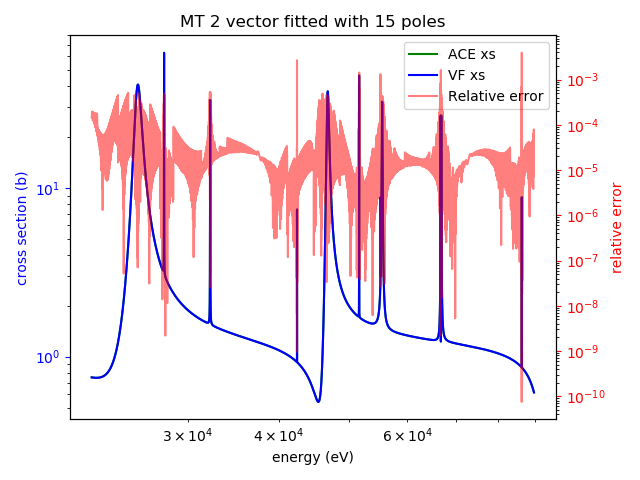 MT 2 vector fitted with 15 poles
ACE xs
VF xs
Relative error
cross section (b)
10¹
10⁰
10⁻³
10⁻⁴
10⁻⁵
10⁻⁶
10⁻⁷
10⁻⁸
10⁻⁹
10⁻¹⁰
relative error
3 × 10⁴
4 × 10⁴
6 × 10⁴
energy (eV)